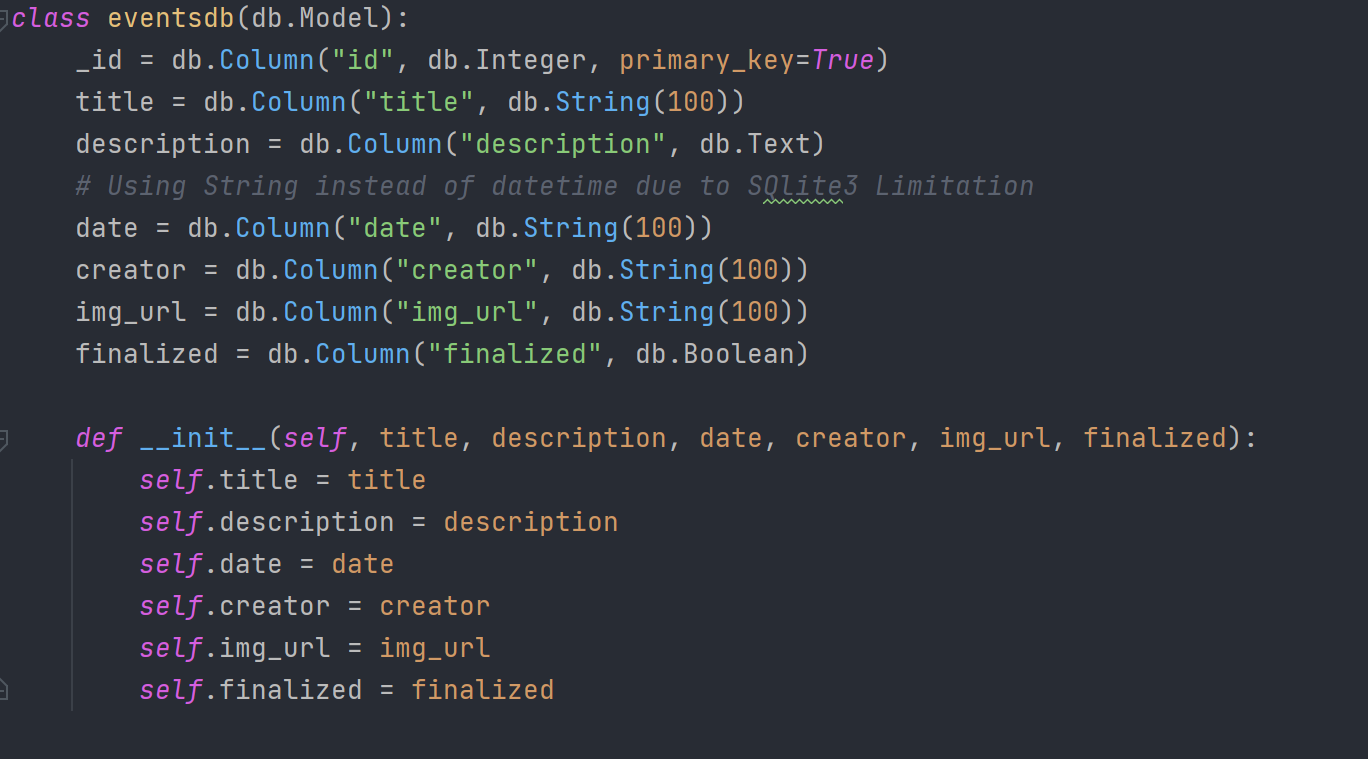 class eventsdb(db.Model):
    _id = db.Column("id", db.Integer, primary_key=True)
    title = db.Column("title", db.String(100))
    description = db.Column("description", db.Text)
    # Using String instead of datetime due to SQlite3 Limitation
    date = db.Column("date", db.String(100))
    creator = db.Column("creator", db.String(100))
    img_url = db.Column("img_url", db.String(100))
    finalized = db.Column("finalized", db.Boolean)

    def __init__(self, title, description, date, creator, img_url, finalized):
        self.title = title
        self.description = description
        self.date = date
        self.creator = creator
        self.img_url = img_url
        self.finalized = finalized